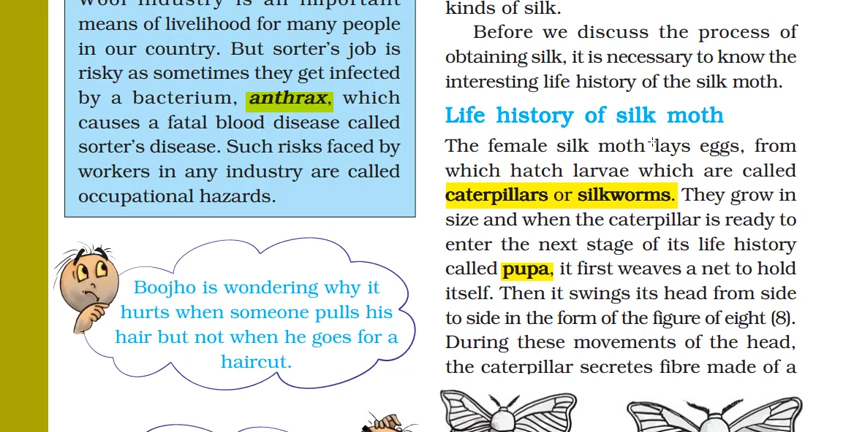 wool industry is an important
means of livelihood for many people
in our country. But sorter's job is
risky as sometimes they get infected
by a bacterium, anthrax, which
causes a fatal blood disease called
sorter's disease. Such risks faced by
workers in any industry are called
occupational hazards.
Boojho is wondering why it
hurts when someone pulls his
hair but not when he goes for a
haircut.
kinds of silk.
Before we discuss the process of
obtaining silk, it is necessary to know the
interesting life history of the silk moth.
Life history of silk moth
The female silk moth lays eggs, from
which hatch larvae which are called
caterpillars or silkworms. They grow in
size and when the caterpillar is ready to
enter the next stage of its life history
called pupa, it first weaves a net to hold
itself. Then it swings its head from side
to side in the form of the figure of eight (8).
During these movements of the head,
the caterpillar secretes fibre made of a